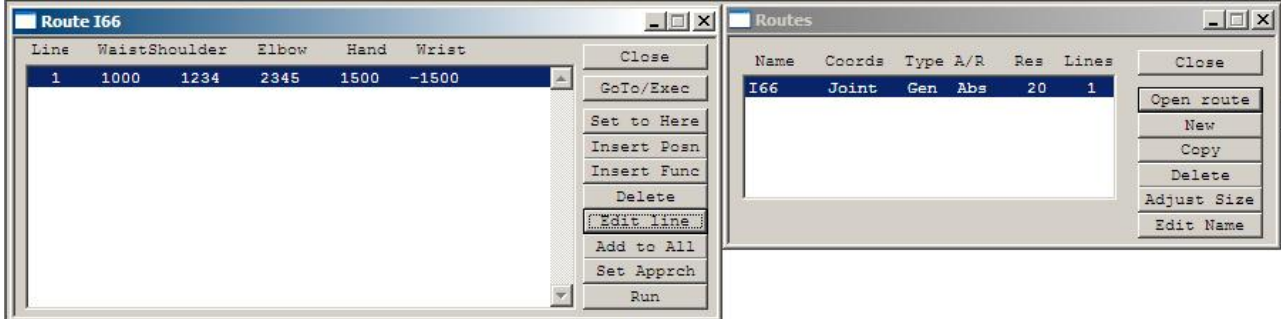 Route I66
Line WaistShoulder Elbow Hand Wrist
1 1000 1234 2345 1500 -1500
Close
GoTo/Exec
Set to Here
Insert Posn
Insert Func
Delete
Edit line
Add to All
Set Apprch
Run
Routes
Name Coords Type A/R Res Lines
I66 Joint Gen Abs 20 1
Close
Open route
New
Copy
Delete
Adjust Size
Edit Name